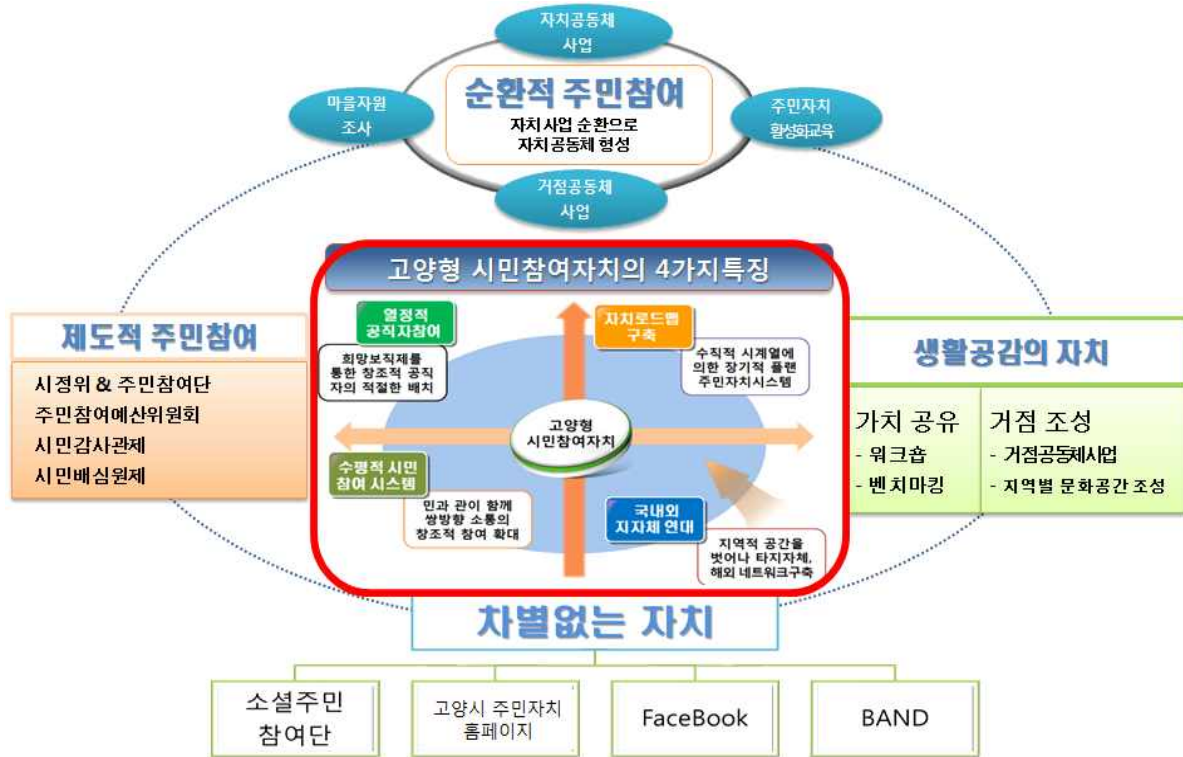 자치공동체
사업
순환적 주민참여
자치 사업 순환으로
자치 공동체 형성
마을자원
조사
주민자치
활성화교육
거점공동체
사업
고양형 시민참여자치의 4가지특징
열정적
공직자참여
희망보직제를
통한 창조적 공직
자의 적절한 배치
자치로드맵
구축
수직적 시계열에
의한 장기적 플랜
주민자치시스템
고양형
시민참여자치
수평적 시민
참여 시스템
민과 관이 함께
쌍방향 소통의
창조적 참여 확대
국내외
지자체 연대
지역적 공간을
벗어나 타지자체,
해외 네트워크구축
제도적 주민참여
시정위 & 주민참여단
주민참여예산위원회
시민감사관제
시민배심원제
생활공감의 자치
가치 공유
- 워크숍
- 벤치마킹
거점 조성
- 거점공동체사업
- 지역별 문화공간 조성
차별없는 자치
소셜주민
참여단
고양시 주민자치
홈페이지
FaceBook
BAND